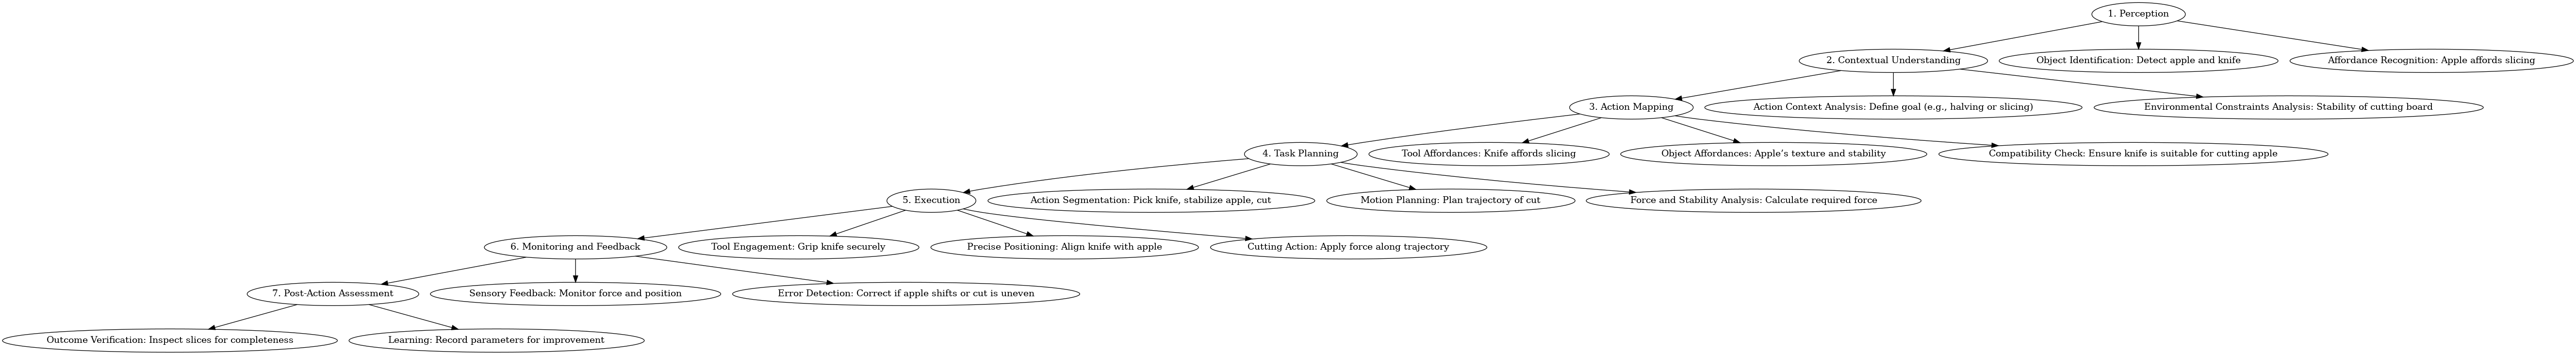 1. Perception
2. Contextual Understanding
Object Identification: Detect apple and knife
Affordance Recognition: Apple affords slicing
3. Action Mapping
Action Context Analysis: Define goal (e.g., halving or slicing)
Environmental Constraints Analysis: Stability of cutting board
4. Task Planning
Tool Affordances: Knife affords slicing
Object Affordances: Apple’s texture and stability
Compatibility Check: Ensure knife is suitable for cutting apple
5. Execution
Action Segmentation: Pick knife, stabilize apple, cut
Motion Planning: Plan trajectory of cut
Force and Stability Analysis: Calculate required force
6. Monitoring and Feedback
Tool Engagement: Grip knife securely
Precise Positioning: Align knife with apple
Cutting Action: Apply force along trajectory
7. Post-Action Assessment
Sensory Feedback: Monitor force and position
Error Detection: Correct if apple shifts or cut is uneven
Outcome Verification: Inspect slices for completeness
Learning: Record parameters for improvement